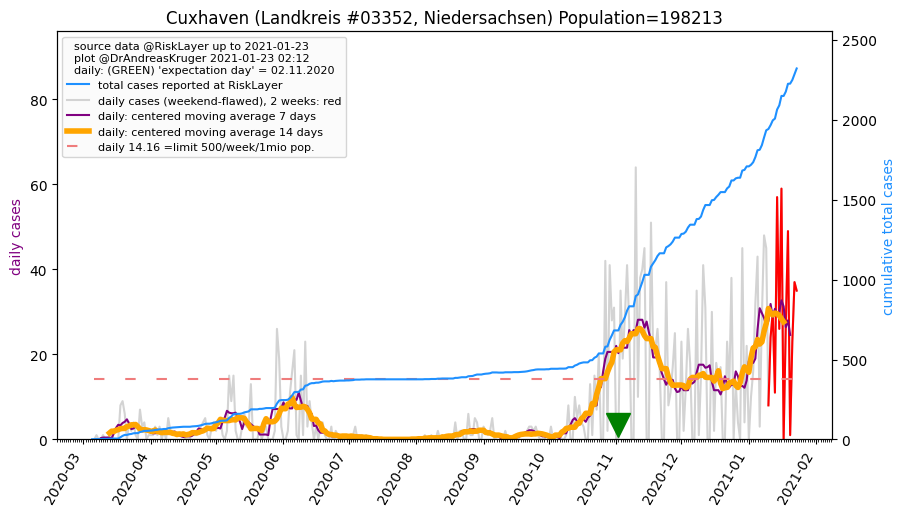 Cuxhaven (Landkreis #03352, Niedersachsen) Population=198213
source data @RiskLayer up to 2021-01-23
plot @DrAndreasKruger 2021-01-23 02:12
daily: (GREEN) 'expectation day' = 02.11.2020
total cases reported at RiskLayer
daily cases (weekend-flawed), 2 weeks: red
daily: centered moving average 7 days
daily: centered moving average 14 days
daily 14.16 =limit 500/week/1mio pop.
daily cases
80
60
40
20
0
cumulative total cases
2500
2000
1500
1000
500
0
2020-03
2020-04
2020-05
2020-06
2020-07
2020-08
2020-09
2020-10
2020-11
2020-12
2021-01
2021-02